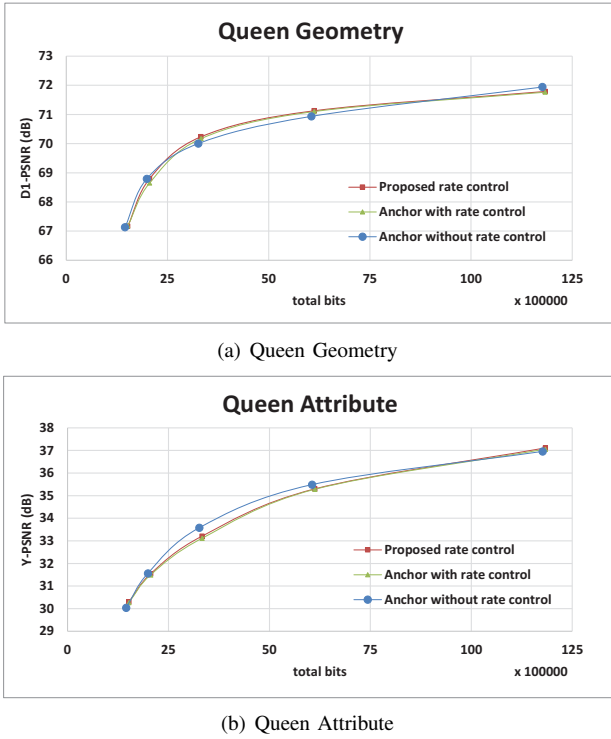 Queen Geometry
73
72
71
70
69
68
67
66
D1-PSNR (dB)
Proposed rate control
Anchor with rate control
Anchor without rate control
0 25 50 75 100 125
total bits x 100000
(a) Queen Geometry
Queen Attribute
38
37
36
35
34
33
32
31
30
29
Y-PSNR (dB)
Proposed rate control
Anchor with rate control
Anchor without rate control
0 25 50 75 100 125
total bits x 100000
(b) Queen Attribute